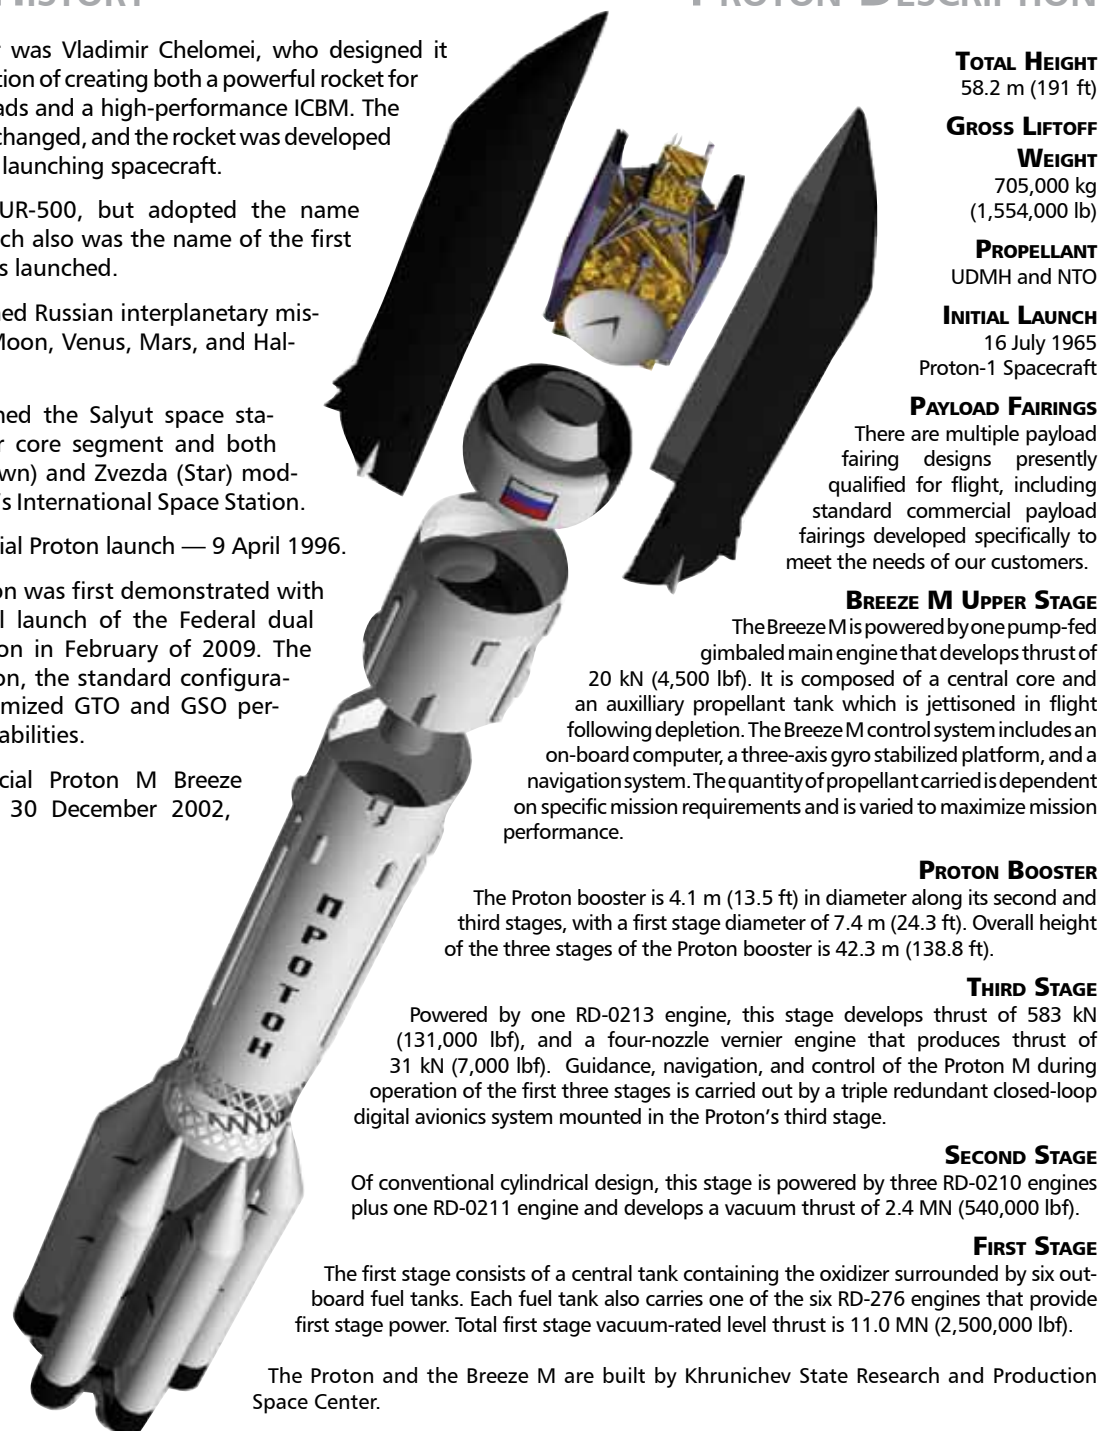 HISTORY
was Vladimir Chelomei, who designed it
tion of creating both a powerful rocket for
ads and a high-performance ICBM. The
changed, and the rocket was developed
launching spacecraft.
UR-500, but adopted the name
ch also was the name of the first
s launched.
ed Russian interplanetary mis-
Moon, Venus, Mars, and Hal-
ned the Salyut space sta-
r core segment and both
wn) and Zvezda (Star) mod-
's International Space Station.
ial Proton launch — 9 April 1996.
on was first demonstrated with
l launch of the Federal dual
on in February of 2009. The
on, the standard configura-
mized GTO and GSO per-
abilities.
cial Proton M Breeze
30 December 2002,
ПРОТОН
PROTON DESCRIPTION
TOTAL HEIGHT
58.2 m (191 ft)
GROSS LIFTOFF
WEIGHT
705,000 kg
(1,554,000 lb)
PROPELLANT
UDMH and NTO
INITIAL LAUNCH
16 July 1965
Proton-1 Spacecraft
PAYLOAD FAIRINGS
There are multiple payload
fairing designs presently
qualified for flight, including
standard commercial payload
fairings developed specifically to
meet the needs of our customers.
BREEZE M UPPER STAGE
The Breeze M is powered by one pump-fed
gimbaled main engine that develops thrust of
20 kN (4,500 lbf). It is composed of a central core and
an auxilliary propellant tank which is jettisoned in flight
following depletion. The Breeze M control system includes an
on-board computer, a three-axis gyro stabilized platform, and a
navigation system. The quantity of propellant carried is dependent
on specific mission requirements and is varied to maximize mission
performance.
PROTON BOOSTER
The Proton booster is 4.1 m (13.5 ft) in diameter along its second and
third stages, with a first stage diameter of 7.4 m (24.3 ft). Overall height
of the three stages of the Proton booster is 42.3 m (138.8 ft).
THIRD STAGE
Powered by one RD-0213 engine, this stage develops thrust of 583 kN
(131,000 lbf), and a four-nozzle vernier engine that produces thrust of
31 kN (7,000 lbf). Guidance, navigation, and control of the Proton M during
operation of the first three stages is carried out by a triple redundant closed-loop
digital avionics system mounted in the Proton's third stage.
SECOND STAGE
Of conventional cylindrical design, this stage is powered by three RD-0210 engines
plus one RD-0211 engine and develops a vacuum thrust of 2.4 MN (540,000 lbf).
FIRST STAGE
The first stage consists of a central tank containing the oxidizer surrounded by six out-
board fuel tanks. Each fuel tank also carries one of the six RD-276 engines that provide
first stage power. Total first stage vacuum-rated level thrust is 11.0 MN (2,500,000 lbf).
The Proton and the Breeze M are built by Khrunichev State Research and Production
Space Center.